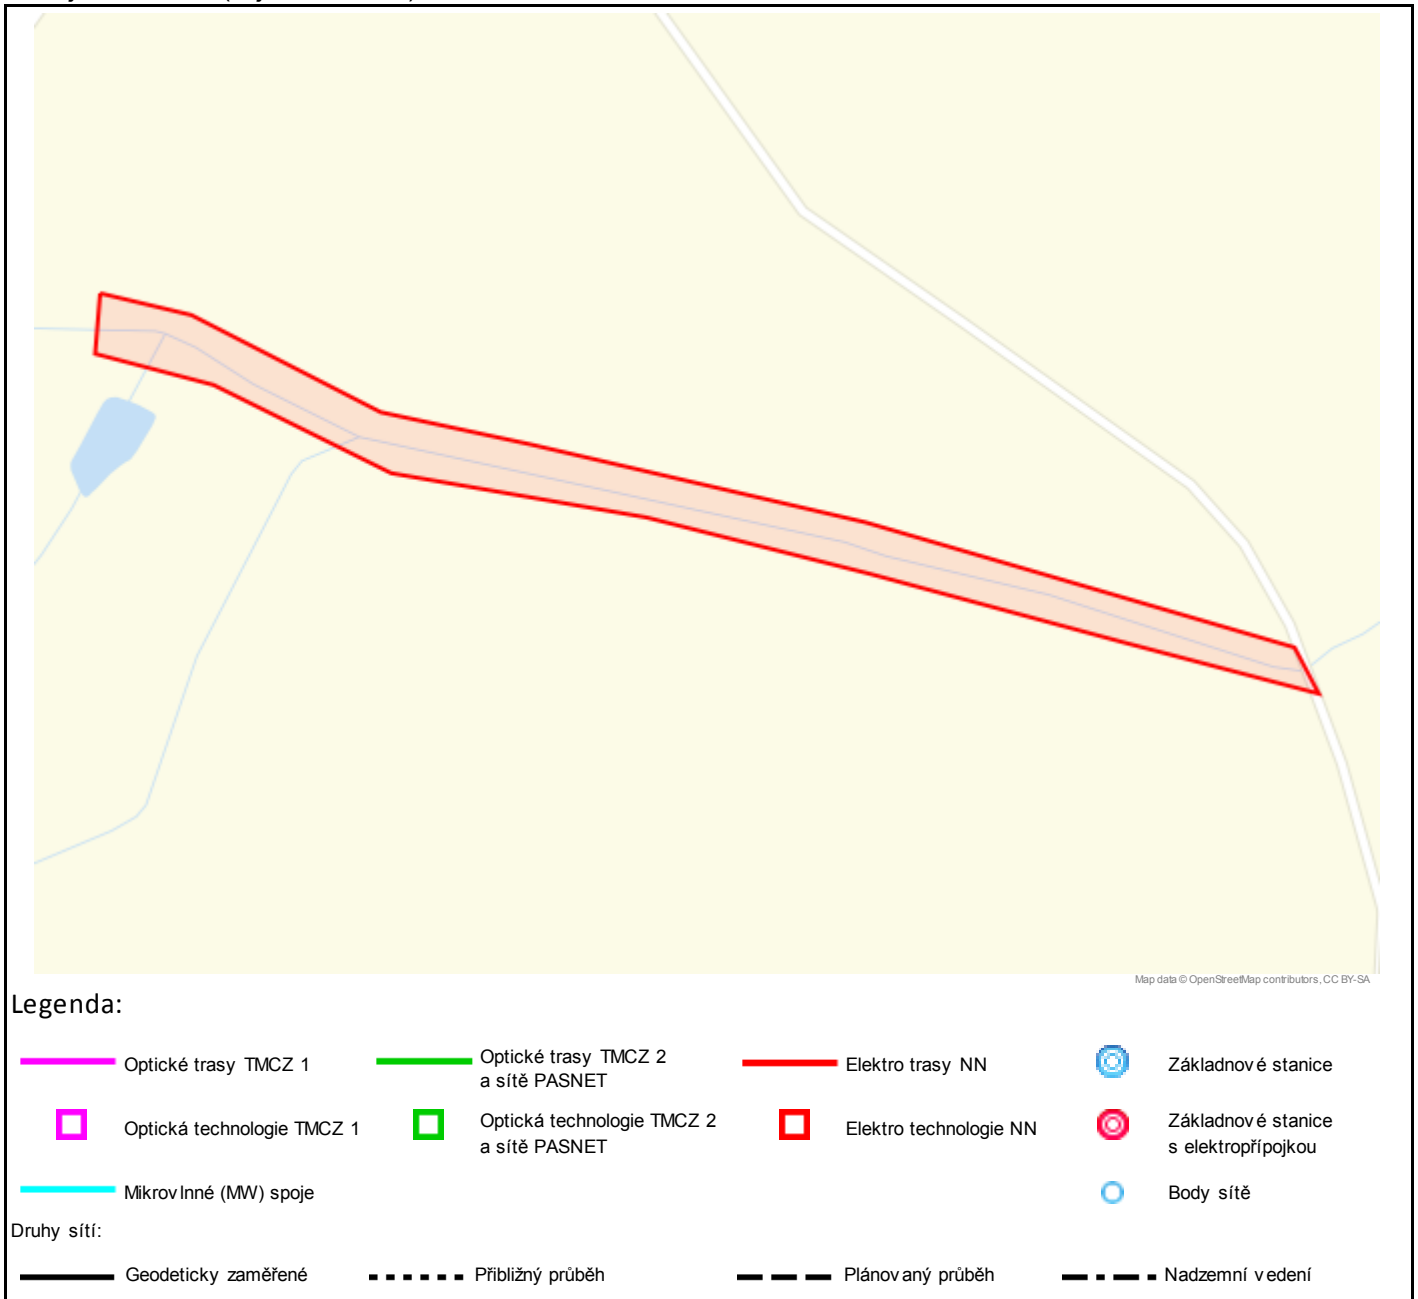 Map data © OpenStreetMap contributors, CC BY-SA
Legenda:
Optické trasy TMCZ 1
Optické trasy TMCZ 2
a sítě PASNET
Elektro trasy NN
Základnové stanice
Optická technologie TMCZ 1
Optická technologie TMCZ 2
a sítě PASNET
Elektro technologie NN
Základnové stanice
s elektropřípojkou
Mikrovlnné (MW) spoje
Body sítě
Druhy sítí:
Geodeticky zaměřené
Přibližný průběh
Plánovaný průběh
Nadzemní vedení